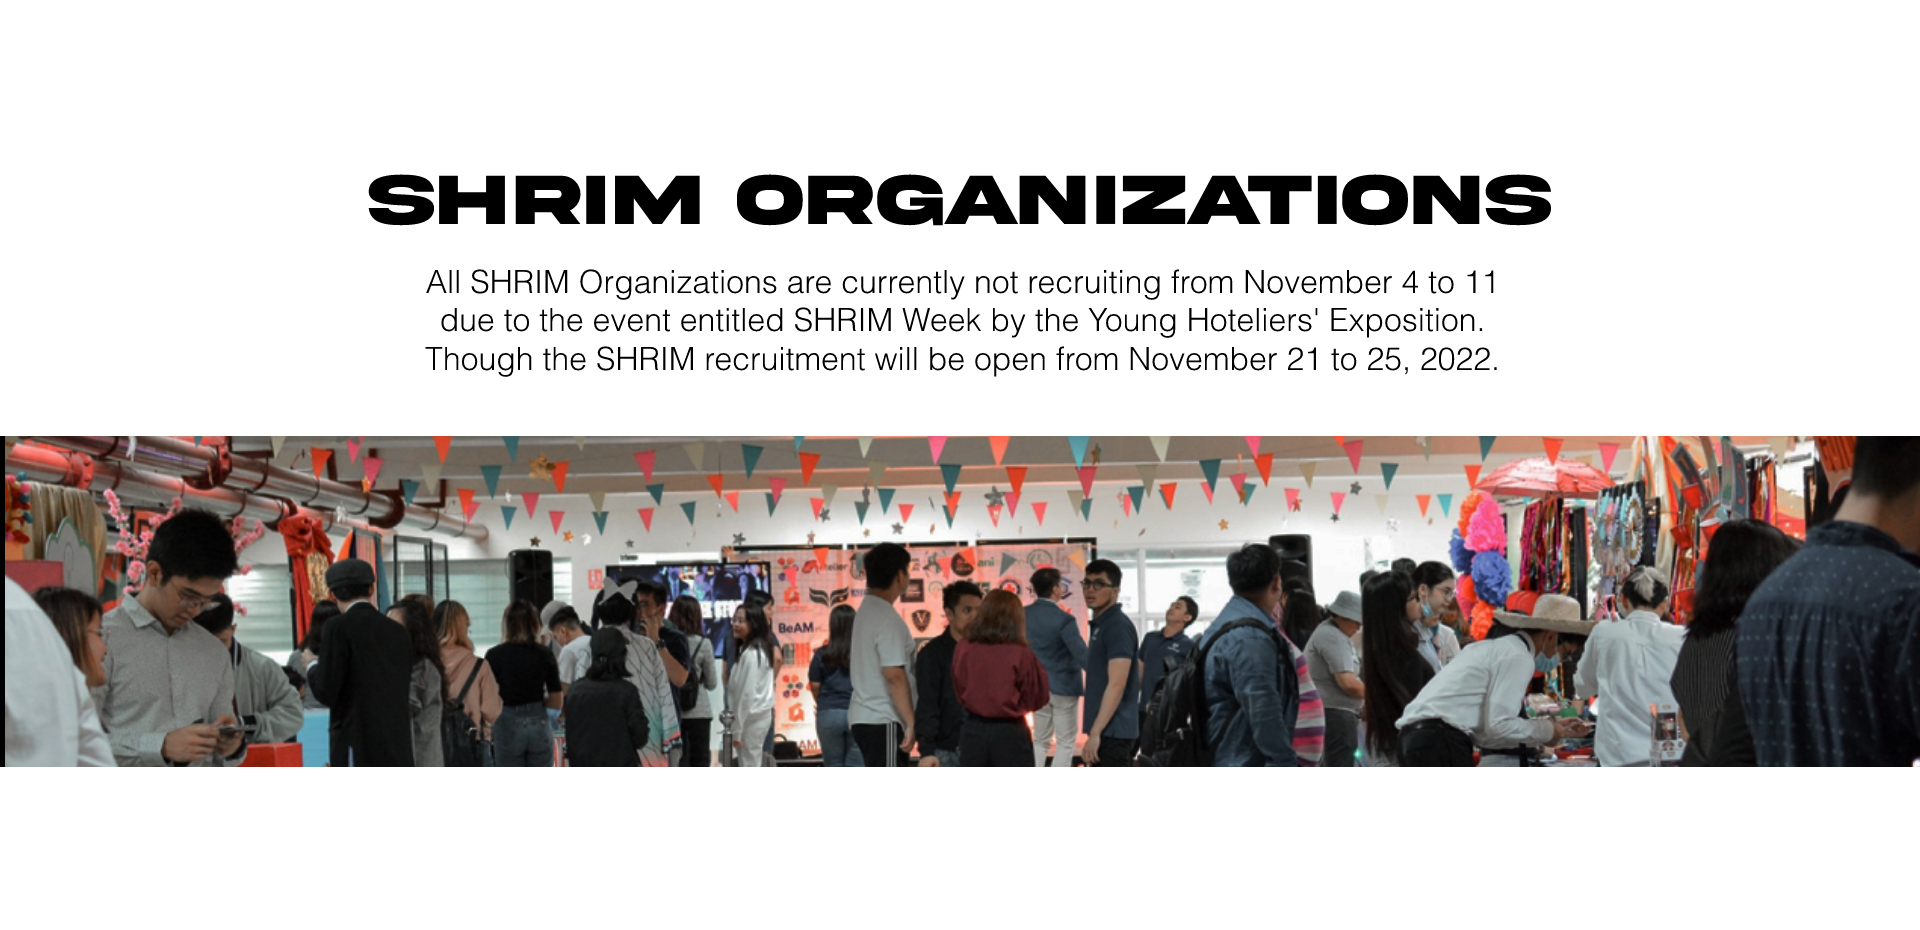 SHRIM ORGANIZATIONS
All SHRIM Organizations are currently not recruiting from November 4 to 11
due to the event entitled SHRIM Week by the Young Hoteliers' Exposition.
Though the SHRIM recruitment will be open from November 21 to 25, 2022.
BeAM